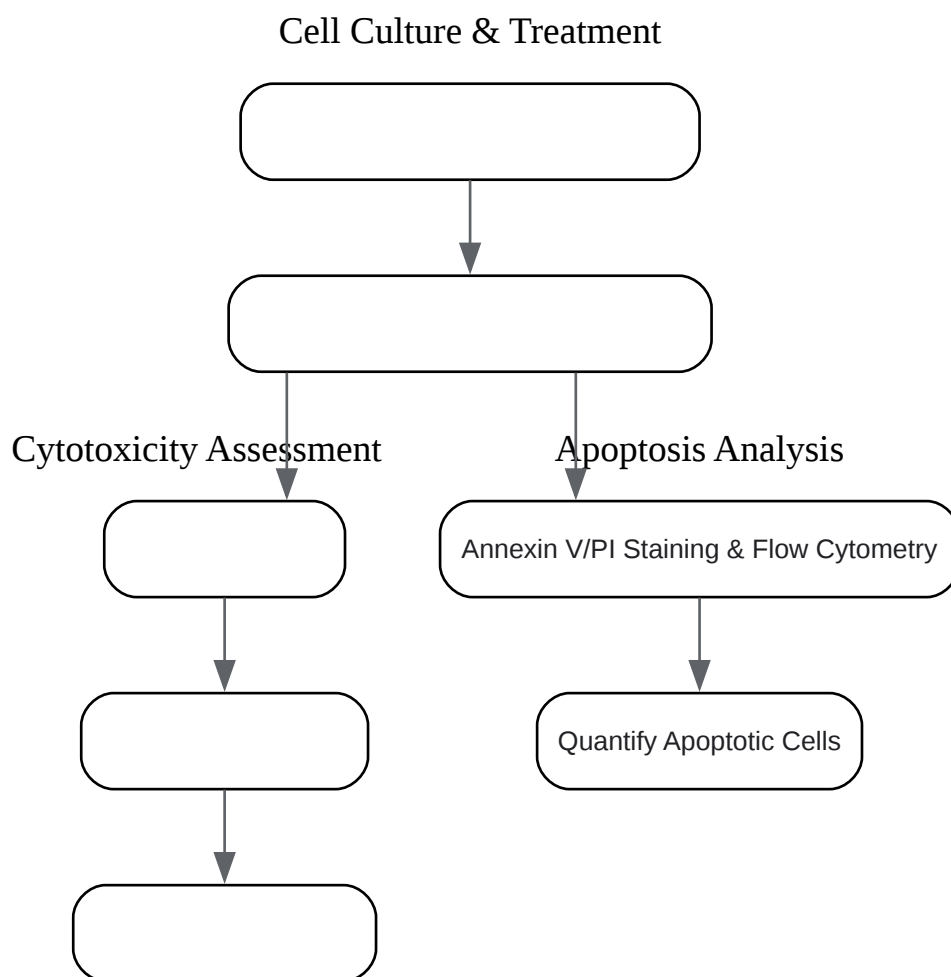 Cell Culture & Treatment
Cytotoxicity Assessment
Apoptosis Analysis
Annexin V/PI Staining & Flow Cytometry
Quantify Apoptotic Cells